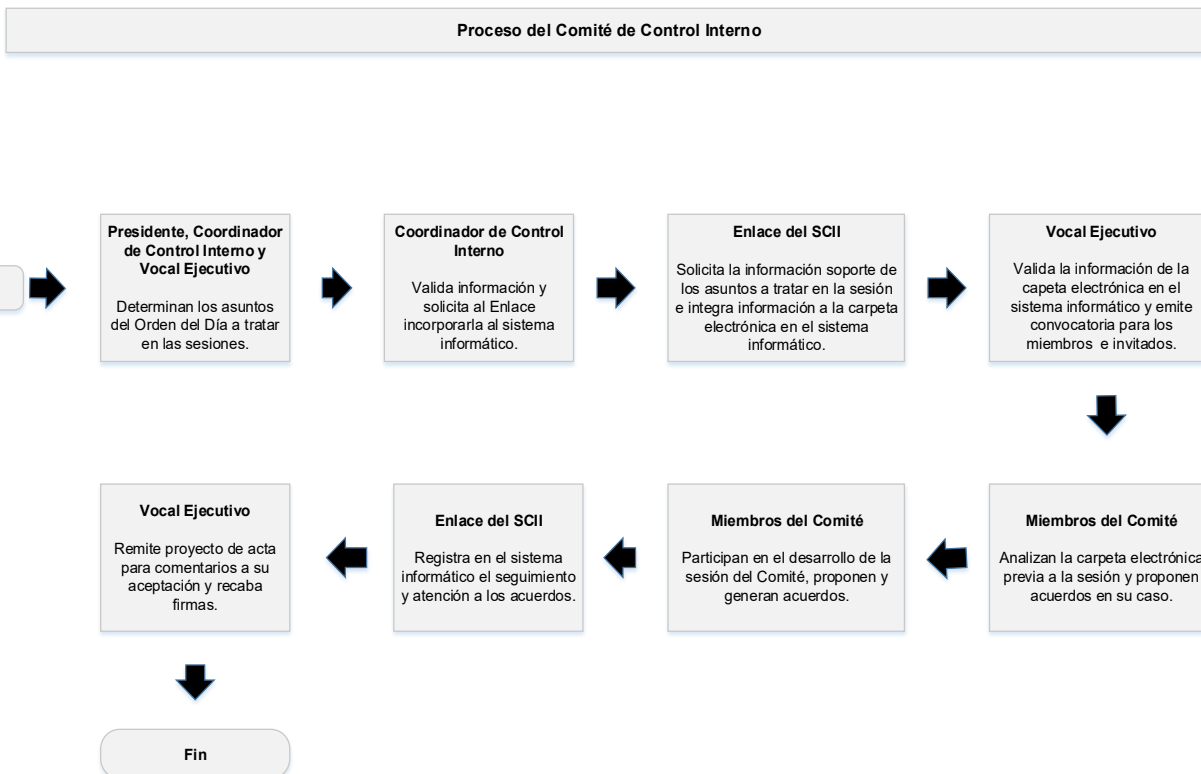 Proceso del Comité de Control Interno
Presidente, Coordinador
de Control Interno y
Vocal Ejecutivo
Determinan los asuntos
del Orden del Día a tratar
en las sesiones.
Coordinador de Control
Interno
Valida información y
solicita al Enlace
incorporarla al sistema
informático.
Enlace del SCII
Solicita la información soporte de
los asuntos a tratar en la sesión
e integra información a la carpeta
electrónica en el sistema
informático.
Vocal Ejecutivo
Valida la información de la
capeta electrónica en el
sistema informático y emite
convocatoria para los
miembros e invitados.
Miembros del Comité
Analizan la carpeta electrónica
previa a la sesión y proponen
acuerdos en su caso.
Miembros del Comité
Participan en el desarrollo de la
sesión del Comité, proponen y
generan acuerdos.
Enlace del SCII
Registra en el sistema
informático el seguimiento
y atención a los acuerdos.
Vocal Ejecutivo
Remite proyecto de acta
para comentarios a su
aceptación y recaba
firmas.
Fin